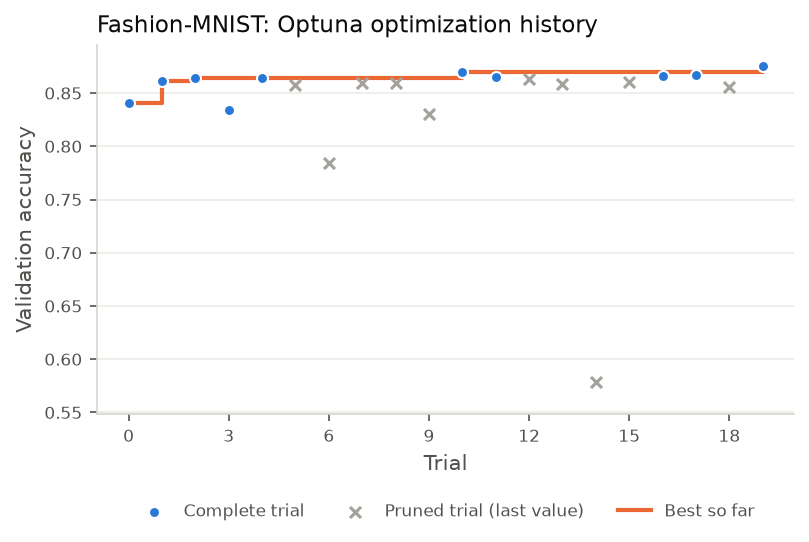 Fashion-MNIST: Optuna optimization history
Validation accuracy
0.85
0.80
0.75
0.70
0.65
0.60
0.55
0 3 6 9 12 15 18
Trial
Complete trial Pruned trial (last value) Best so far